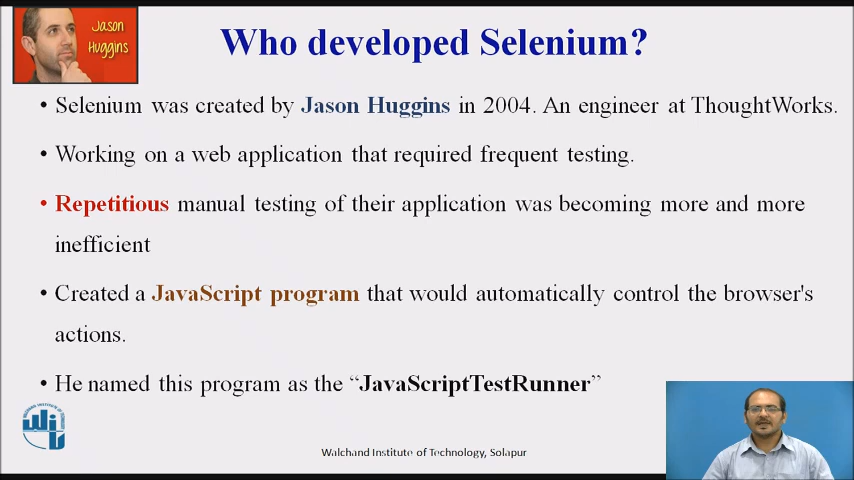 Jason
Huggins
Who developed Selenium?
• Selenium was created by Jason Huggins in 2004. An engineer at ThoughtWorks.
• Working on a web application that required frequent testing.
• Repetitious manual testing of their application was becoming more and more
inefficient
• Created a JavaScript program that would automatically control the browser's
actions.
• He named this program as the “JavaScriptTestRunner”
Walchand Institute of Technology, Solapur